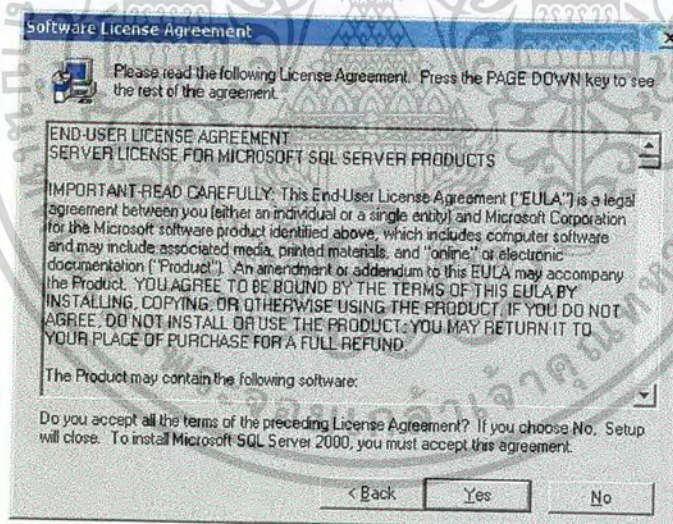 Software License Agreement
Please read the following License Agreement. Press the PAGE DOWN key to see
the rest of the agreement.
END-USER LICENSE AGREEMENT
SERVER LICENSE FOR MICROSOFT SQL SERVER PRODUCTS
IMPORTANT-READ CAREFULLY: This End-User License Agreement ("EULA") is a legal
agreement between you (either an individual or a single entity) and Microsoft Corporation
for the Microsoft software product identified above, which includes computer software
and may include associated media, printed materials, and "online" or electronic
documentation ("Product"). An amendment or addendum to this EULA may accompany
the Product. YOU AGREE TO BE BOUND BY THE TERMS OF THIS EULA BY
INSTALLING, COPYING, OR OTHERWISE USING THE PRODUCT. IF YOU DO NOT
AGREE, DO NOT INSTALL OR USE THE PRODUCT; YOU MAY RETURN IT TO
YOUR PLACE OF PURCHASE FOR A FULL REFUND.
The Product may contain the following software:
Do you accept all the terms of the preceding License Agreement? If you choose No, Setup
will close. To install Microsoft SQL Server 2000, you must accept this agreement.
< Back
Yes
No